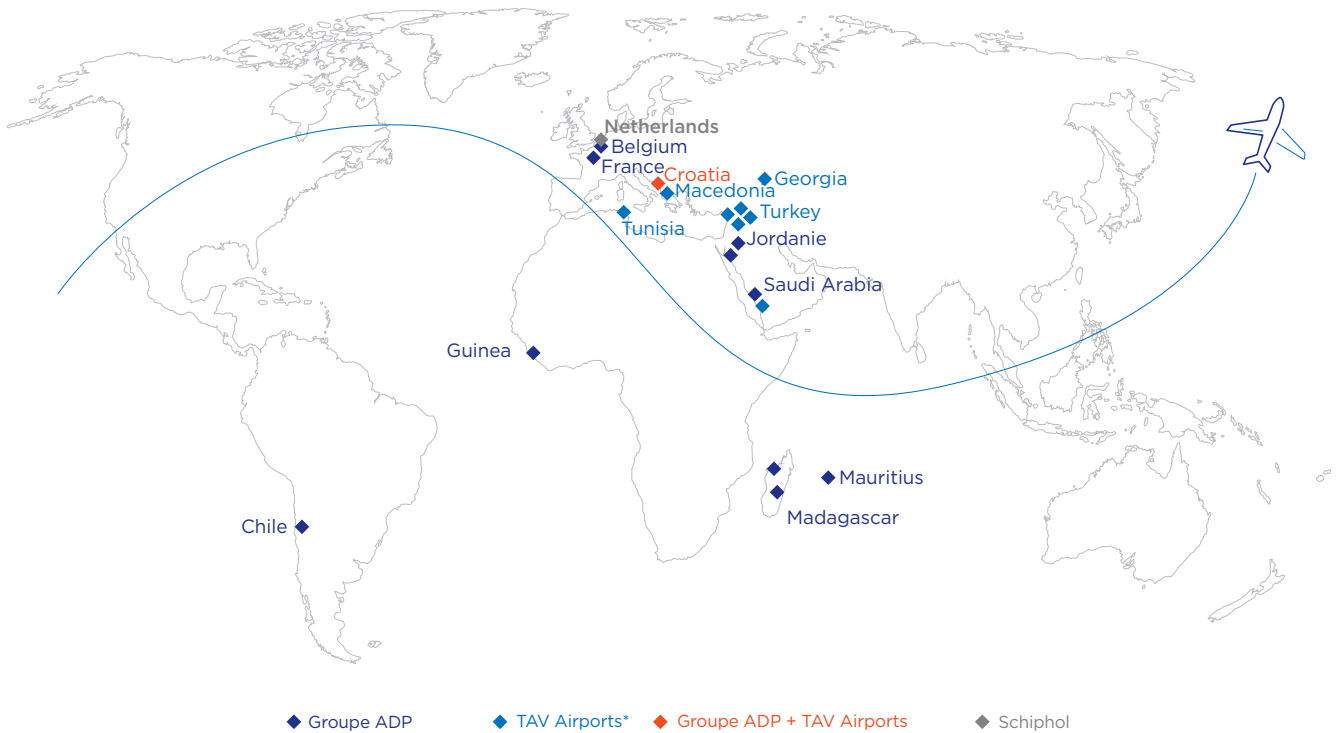 Netherlands
Belgium
France
Croatia
Georgia
Macedonia
Turkey
Tunisia
Jordanie
Saudi Arabia
Guinea
Mauritius
Madagascar
Chile
Groupe ADP
TAV Airports*
Groupe ADP + TAV Airports
Schiphol